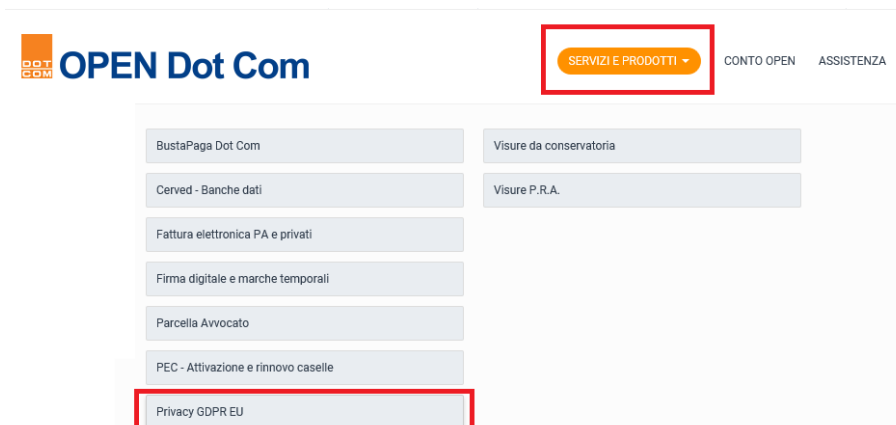 DOT
COM
OPEN Dot Com
SERVIZI E PRODOTTI
CONTO OPEN
ASSISTENZA
BustaPaga Dot Com
Visure da conservatoria
Cerved - Banche dati
Visure P.R.A.
Fattura elettronica PA e privati
Firma digitale e marche temporali
Parcella Avvocato
PEC - Attivazione e rinnovo caselle
Privacy GDPR EU